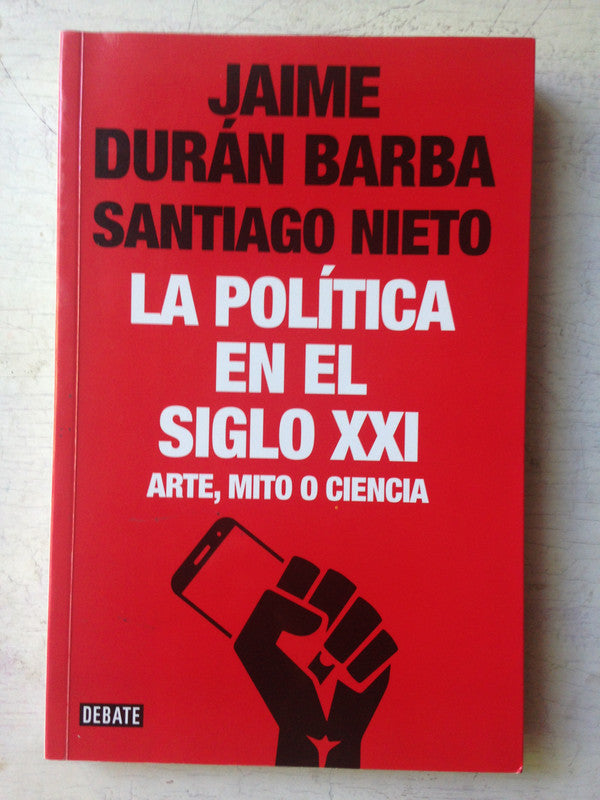 JAIME
DURÁN BARBA
SANTIAGO NIETO
LA POLÍTICA
EN EL
SIGLO XXI
ARTE, MITO O CIENCIA
DEBATE